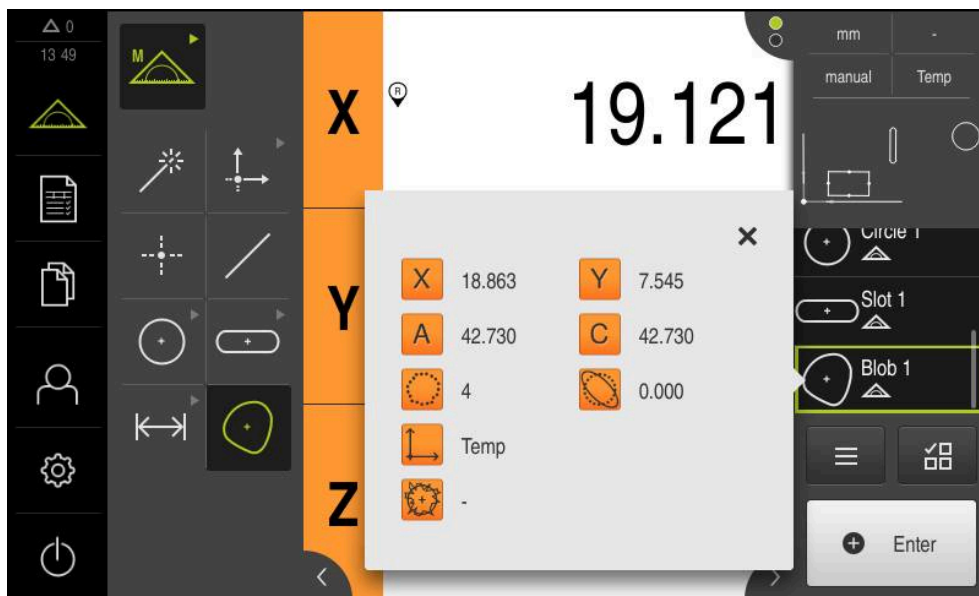 0
13 49
M
X
R
19.121
mm
-
manual
Temp
Circle 1
Slot 1
Blob 1
Y
X
18.863
Y
7.545
A
42.730
C
42.730
4
0.000
Temp
-
Z
Enter